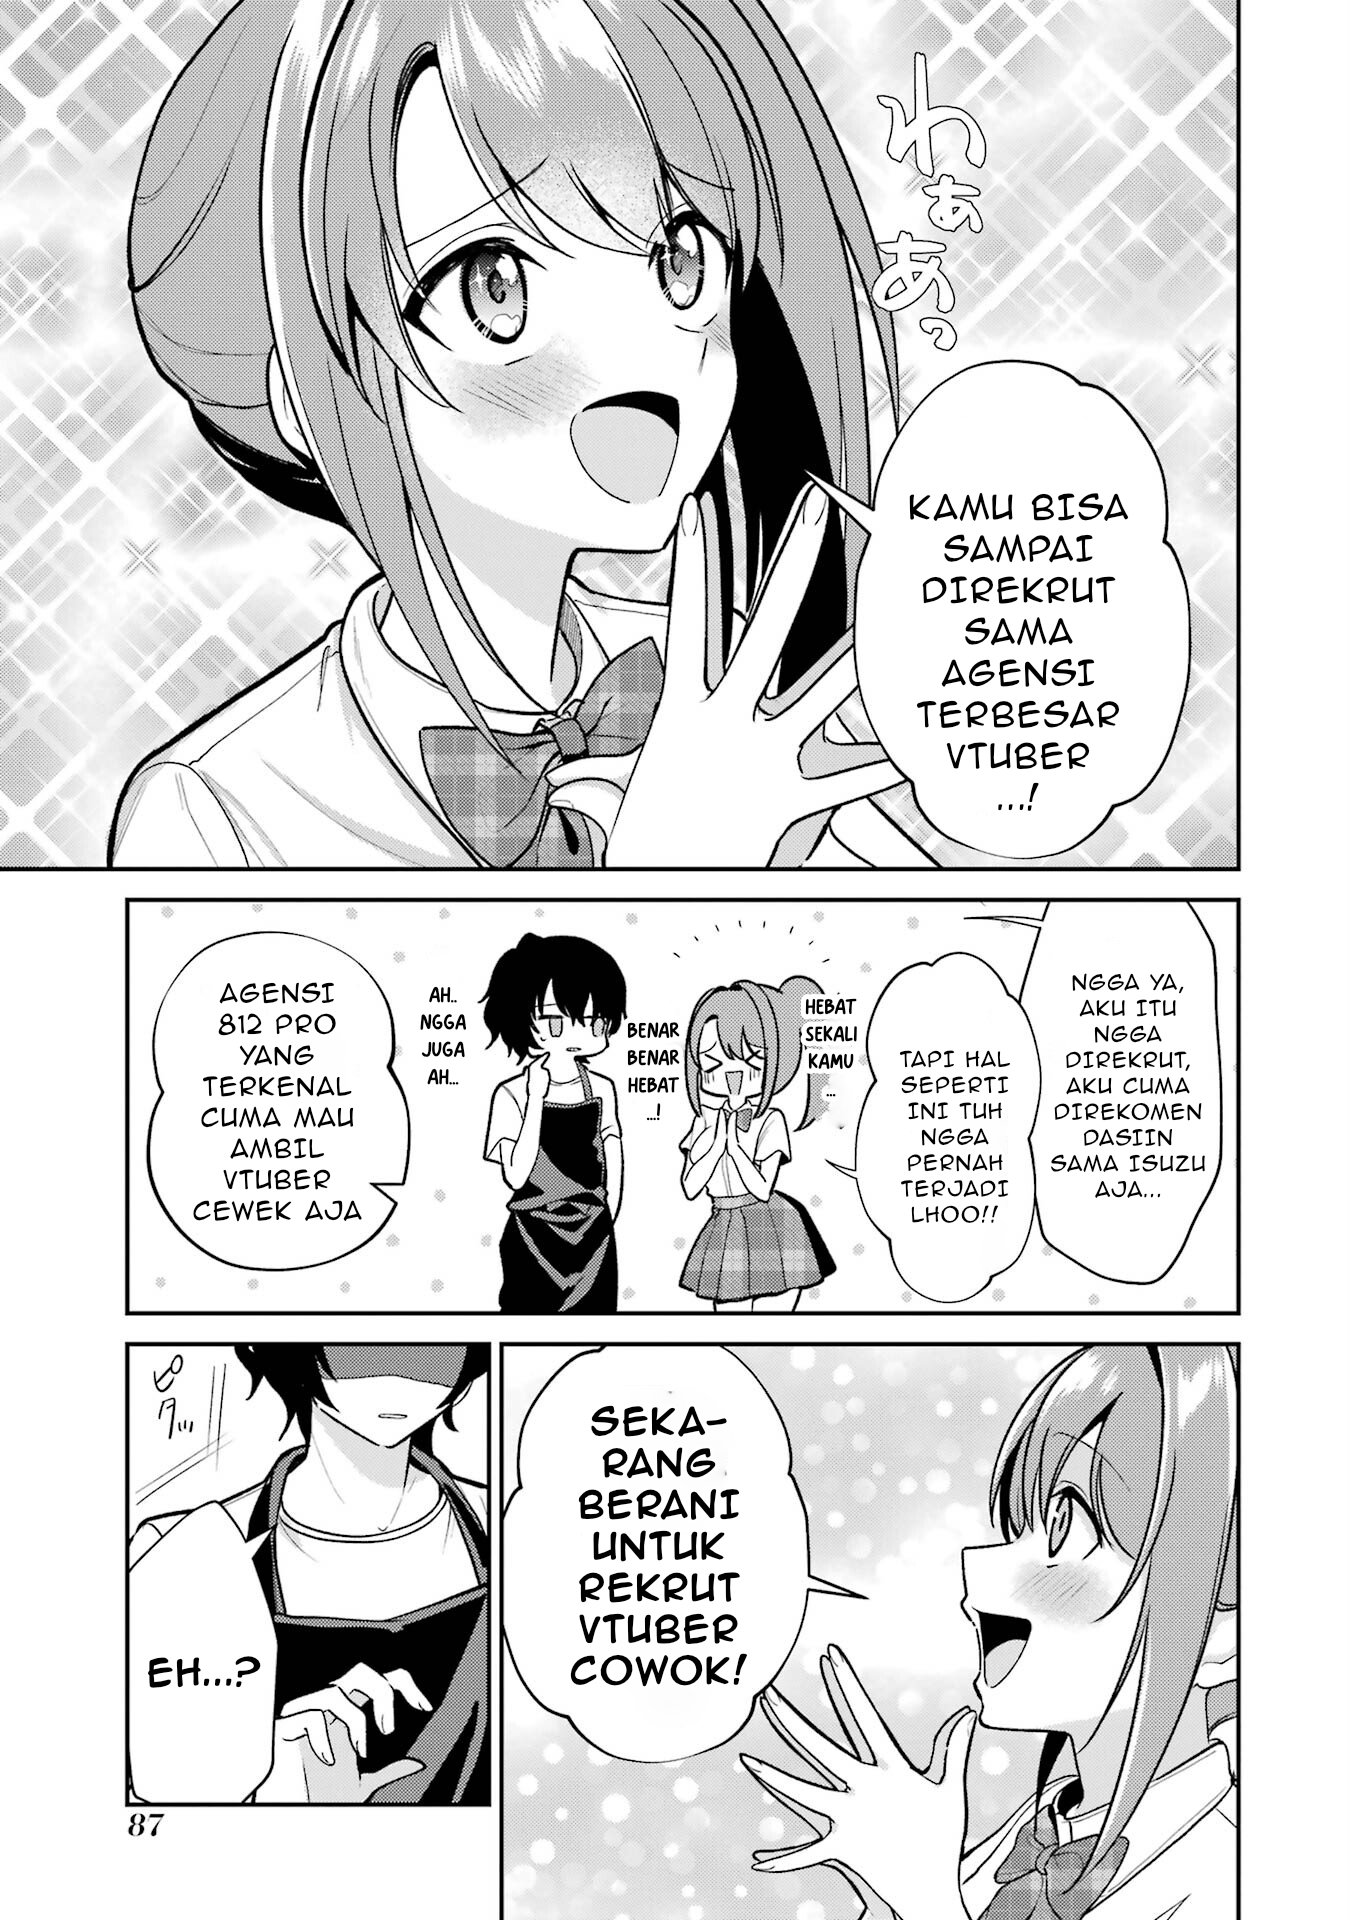 わぁ
あっ
KAMU BISA
SAMPAI
DIREKRUT
SAMA
AGENSI
TERBESAR
VTUBER
...!
NGGA YA,
AKU ITU
NGGA
DIREKRUT,
AKU CUMA
DIREKOMEN
DASIIN
SAMA ISUZU
AJA...
TAPI HAL
SEPERTI
INI TUH
NGGA
PERNAH
TERJADI
LHOO!!
HEBAT
SEKALI
KAMU
...
BENAR
BENAR
HEBAT
...!
AH..
NGGA
JUGA
AH...
AGENSI
812 PRO
YANG
TERKENAL
CUMA MAU
AMBIL
VTUBER
CEWEK AJA
SEKA-
RANG
BERANI
UNTUK
REKRUT
VTUBER
COWOK!
ピタ...
EH...?
87